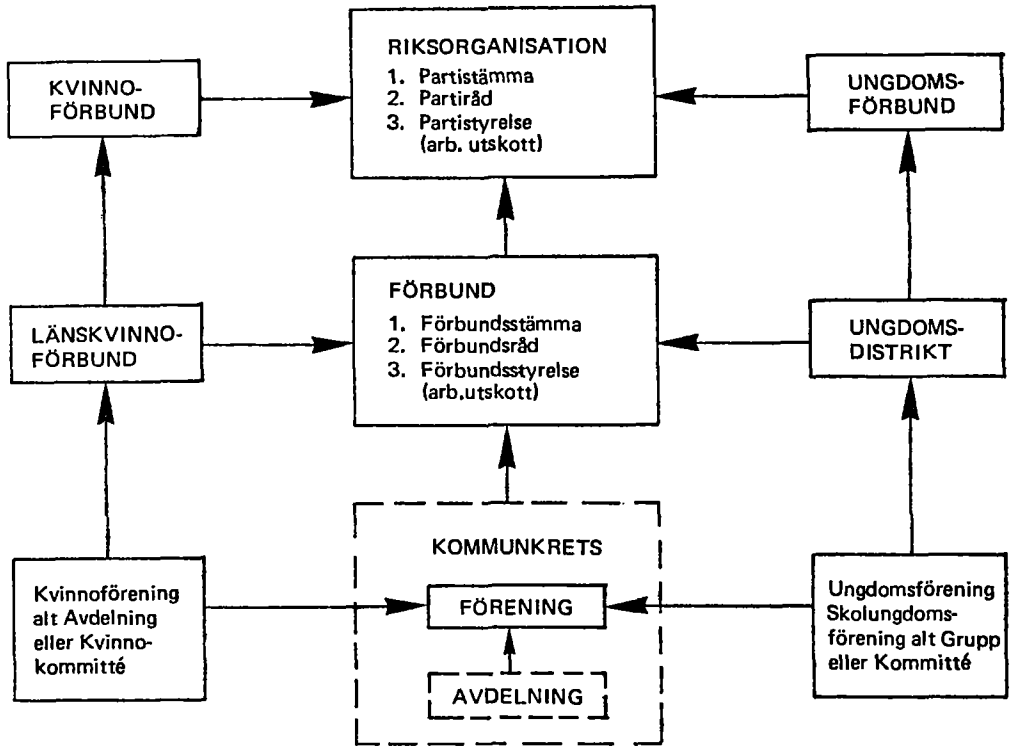 RIKSORGANISATION
1. Partistämma
2. Partiråd
3. Partistyrelse
(arb. utskott)
KVINNO-
FÖRBUND
UNGDOMS-
FÖRBUND
FÖRBUND
1. Förbundsstämma
2. Förbundsråd
3. Förbundsstyrelse
(arb.utskott)
LÄNSKVINNO-
FÖRBUND
UNGDOMS-
DISTRIKT
KOMMUNKRETS
FÖRENING
AVDELNING
Kvinnoförening
alt Avdelning
eller Kvinno-
kommitté
Ungdomsförening
Skolungdoms-
förening alt Grupp
eller Kommitté